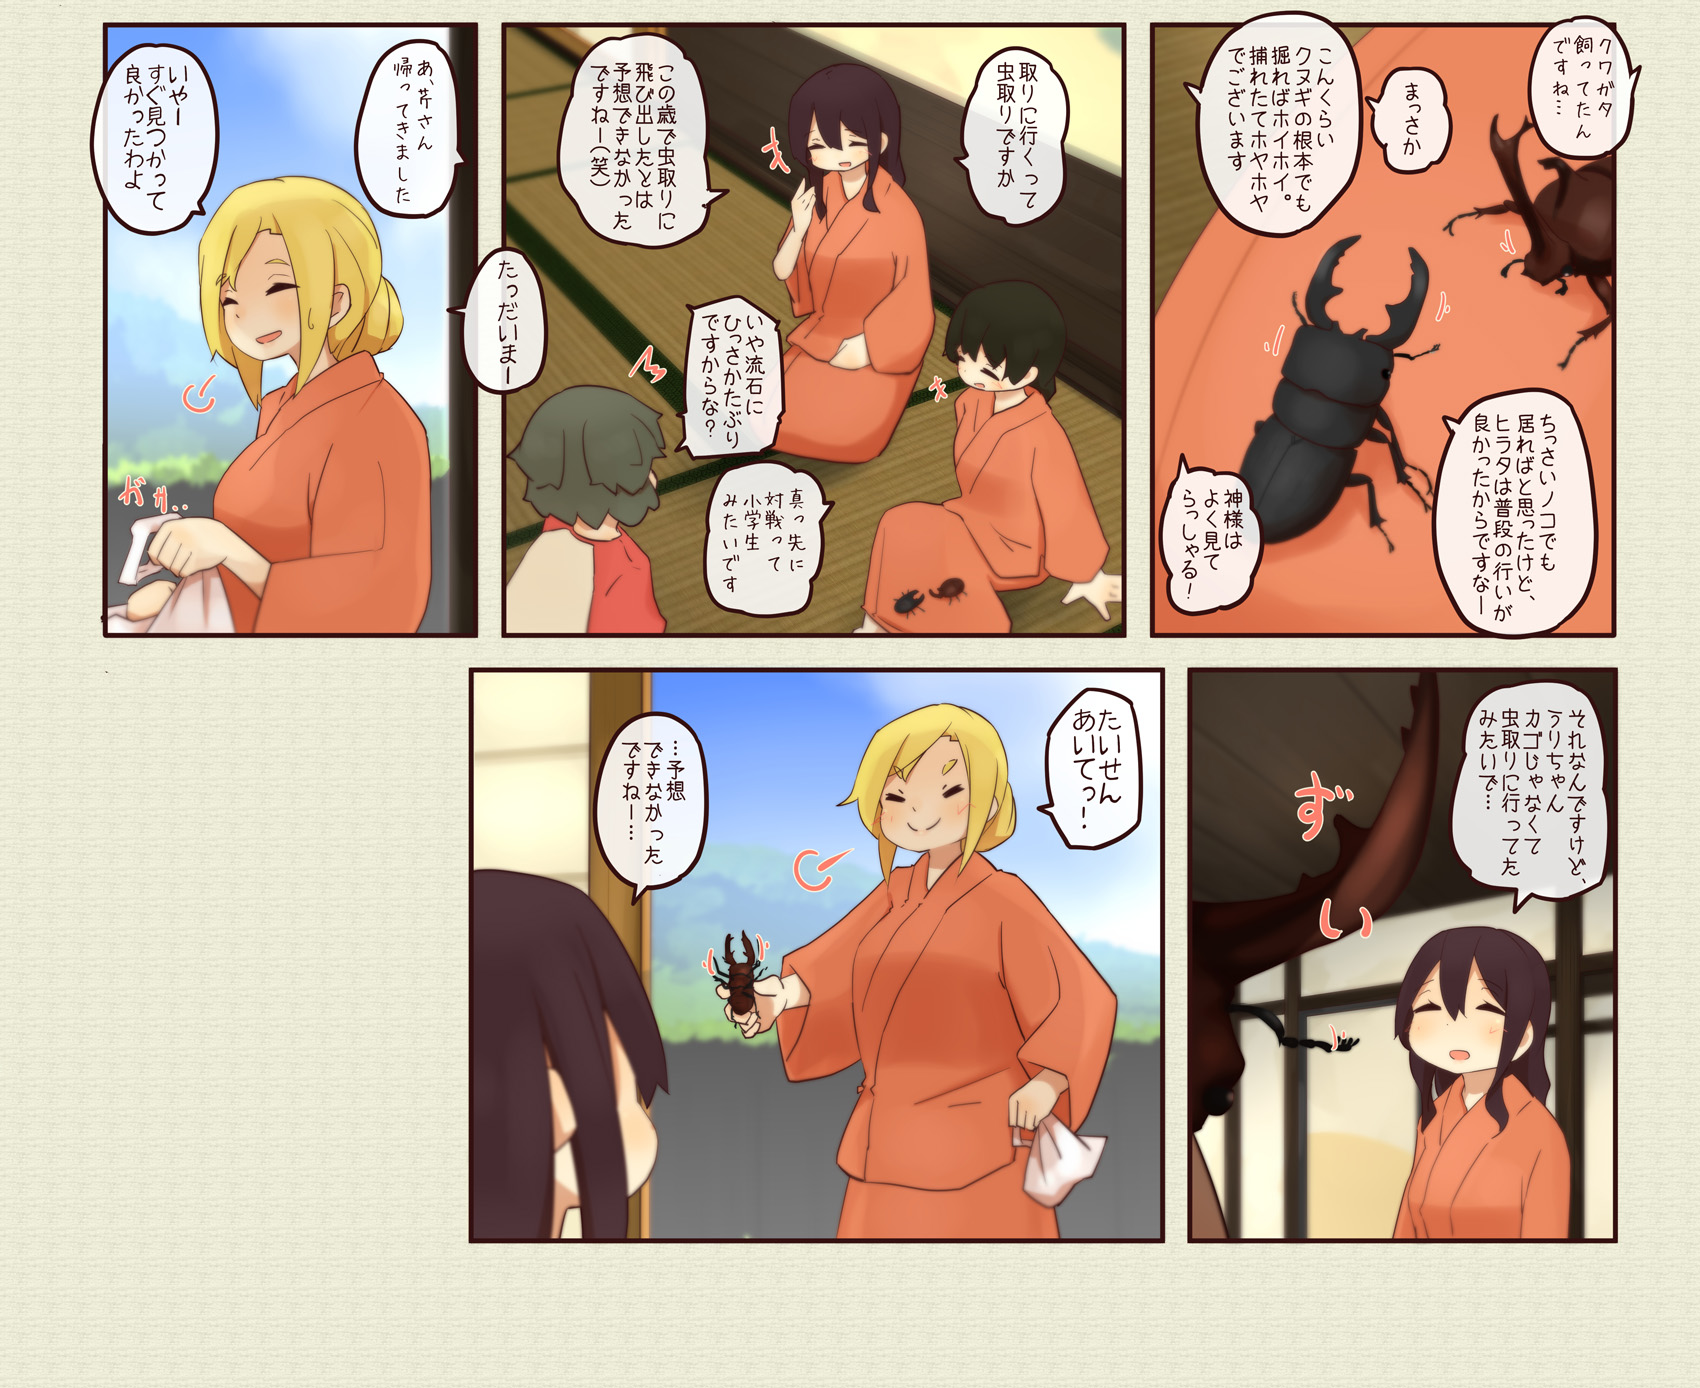 クワガタ
飼ってたん
ですね…
まっさか
こんくらい
クヌギの根本でも
掘ればホイホイ。
捕れたてホヤホヤ
でございます
ちっさいノコでも
居ればと思ったけど、
ヒラタは普段の行いが
良かったからですなー
神様は
よく見て
らっしゃる!
取りに行くって
虫取りですか
この歳で虫取りに
飛び出したとは
予想できなかった
ですねー(笑)
いや流石に
ひっさかたぶり
ですからな?
真っ先に
対戦って
小学生
みたいです
たっだいまー
あ、芹さん
帰ってきました
いやー
すぐ見つかって
良かったわよ
ガサ..
それなんですけど、
うりちゃん
カゴじゃなくて
虫取りに行ってた
みたいで…
ずい
たいせん
あいてっ!
…予想
できなかった
ですねー…